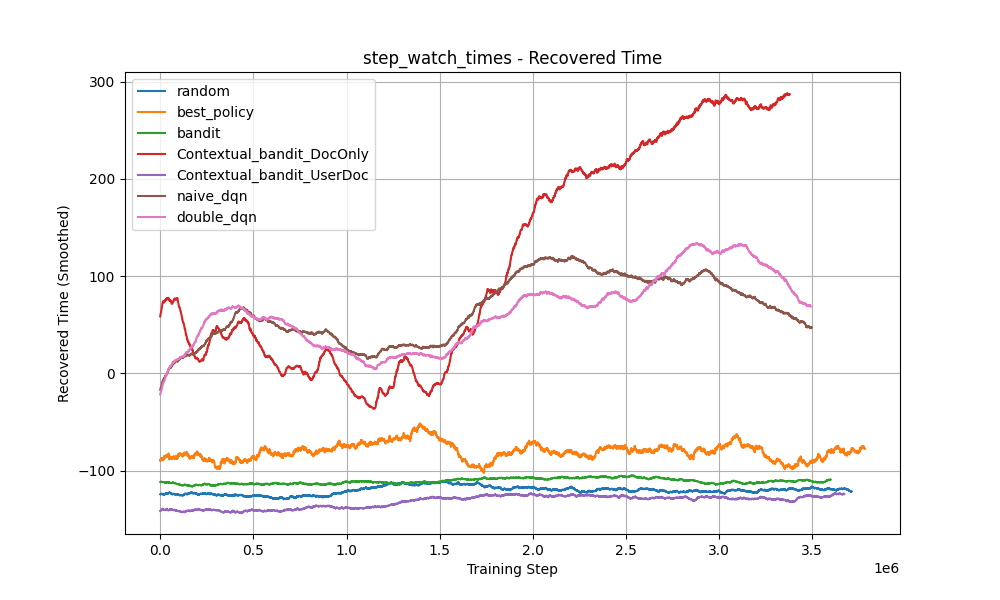 step_watch_times - Recovered Time
300
200
100
0
−100
Recovered Time (Smoothed)
random
best_policy
bandit
Contextual_bandit_DocOnly
Contextual_bandit_UserDoc
naive_dqn
double_dqn
0.0 0.5 1.0 1.5 2.0 2.5 3.0 3.5
1e6
Training Step